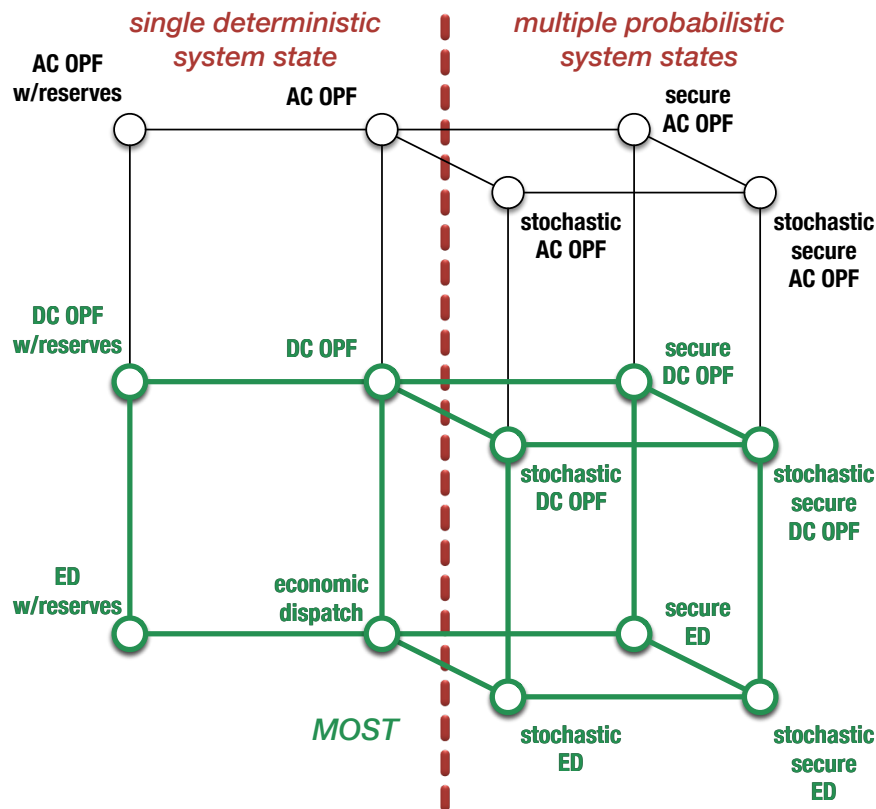 single deterministic
system state
multiple probabilistic
system states
AC OPF
w/reserves
AC OPF
secure
AC OPF
stochastic
AC OPF
stochastic
secure
AC OPF
DC OPF
w/reserves
DC OPF
secure
DC OPF
stochastic
DC OPF
stochastic
secure
DC OPF
ED
w/reserves
economic
dispatch
secure
ED
MOST
stochastic
ED
stochastic
secure
ED